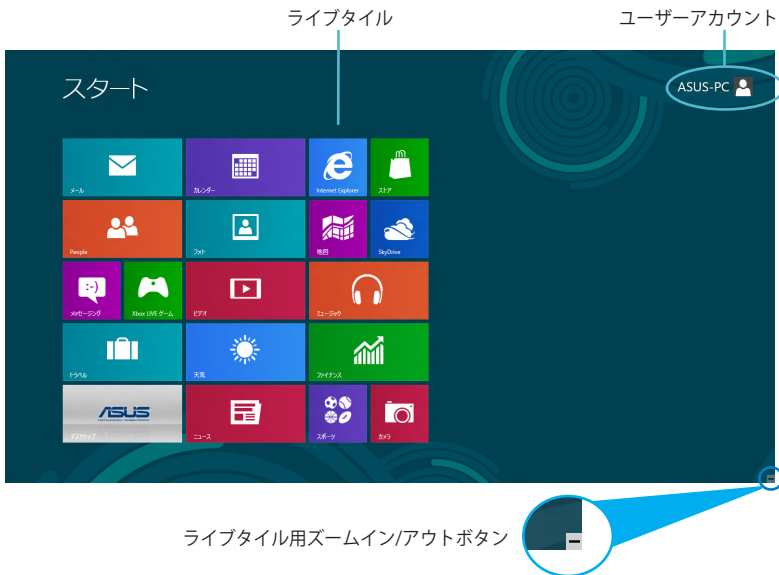 ライブタイル
ユーザーアカウント
スタート
ASUS-PC
メール
カレンダー
Internet Explorer
ストア
People
フォト
地図
SkyDrive
:-)
メッセージング
Xbox LIVE ゲーム
ビデオ
ミュージック
トラベル
天気
ファイナンス
ASUS
デスクトップ
ニュース
スポーツ
カメラ
ライブタイル用ズームイン/アウトボタン